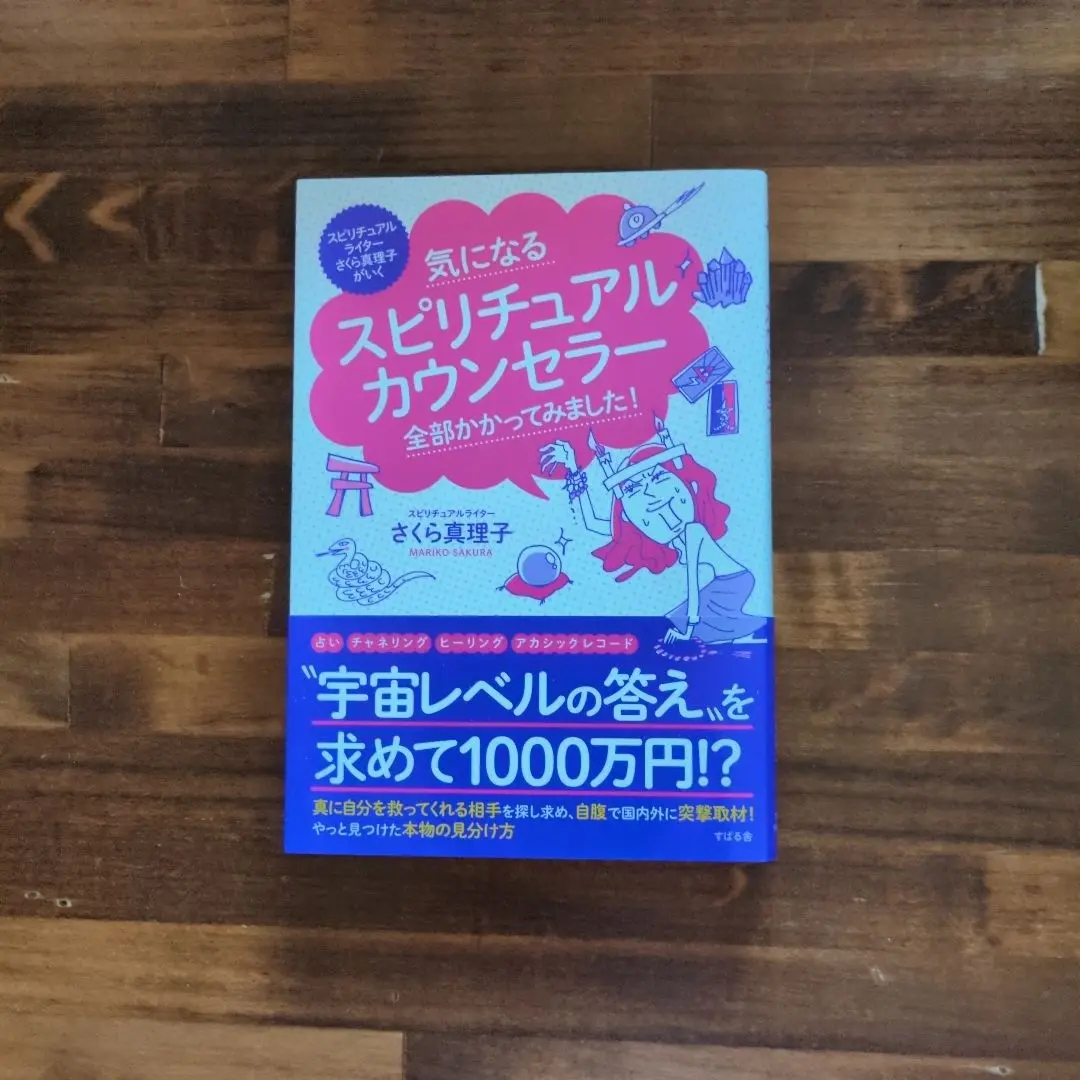 スピリチュアル
ライター
さくら真理子
がいく
気になる
スピリチュアル
カウンセラー
全部かかってみました!
スピリチュアルライター
さくら真理子
MARIKO SAKURA
占い チャネリング ヒーリング アカシックレコード
〝宇宙レベルの答え〟を
求めて1000万円!?
真に自分を救ってくれる相手を探し求め、自腹で国内外に突撃取材!
やっと見つけた本物の見分け方
すばる舎